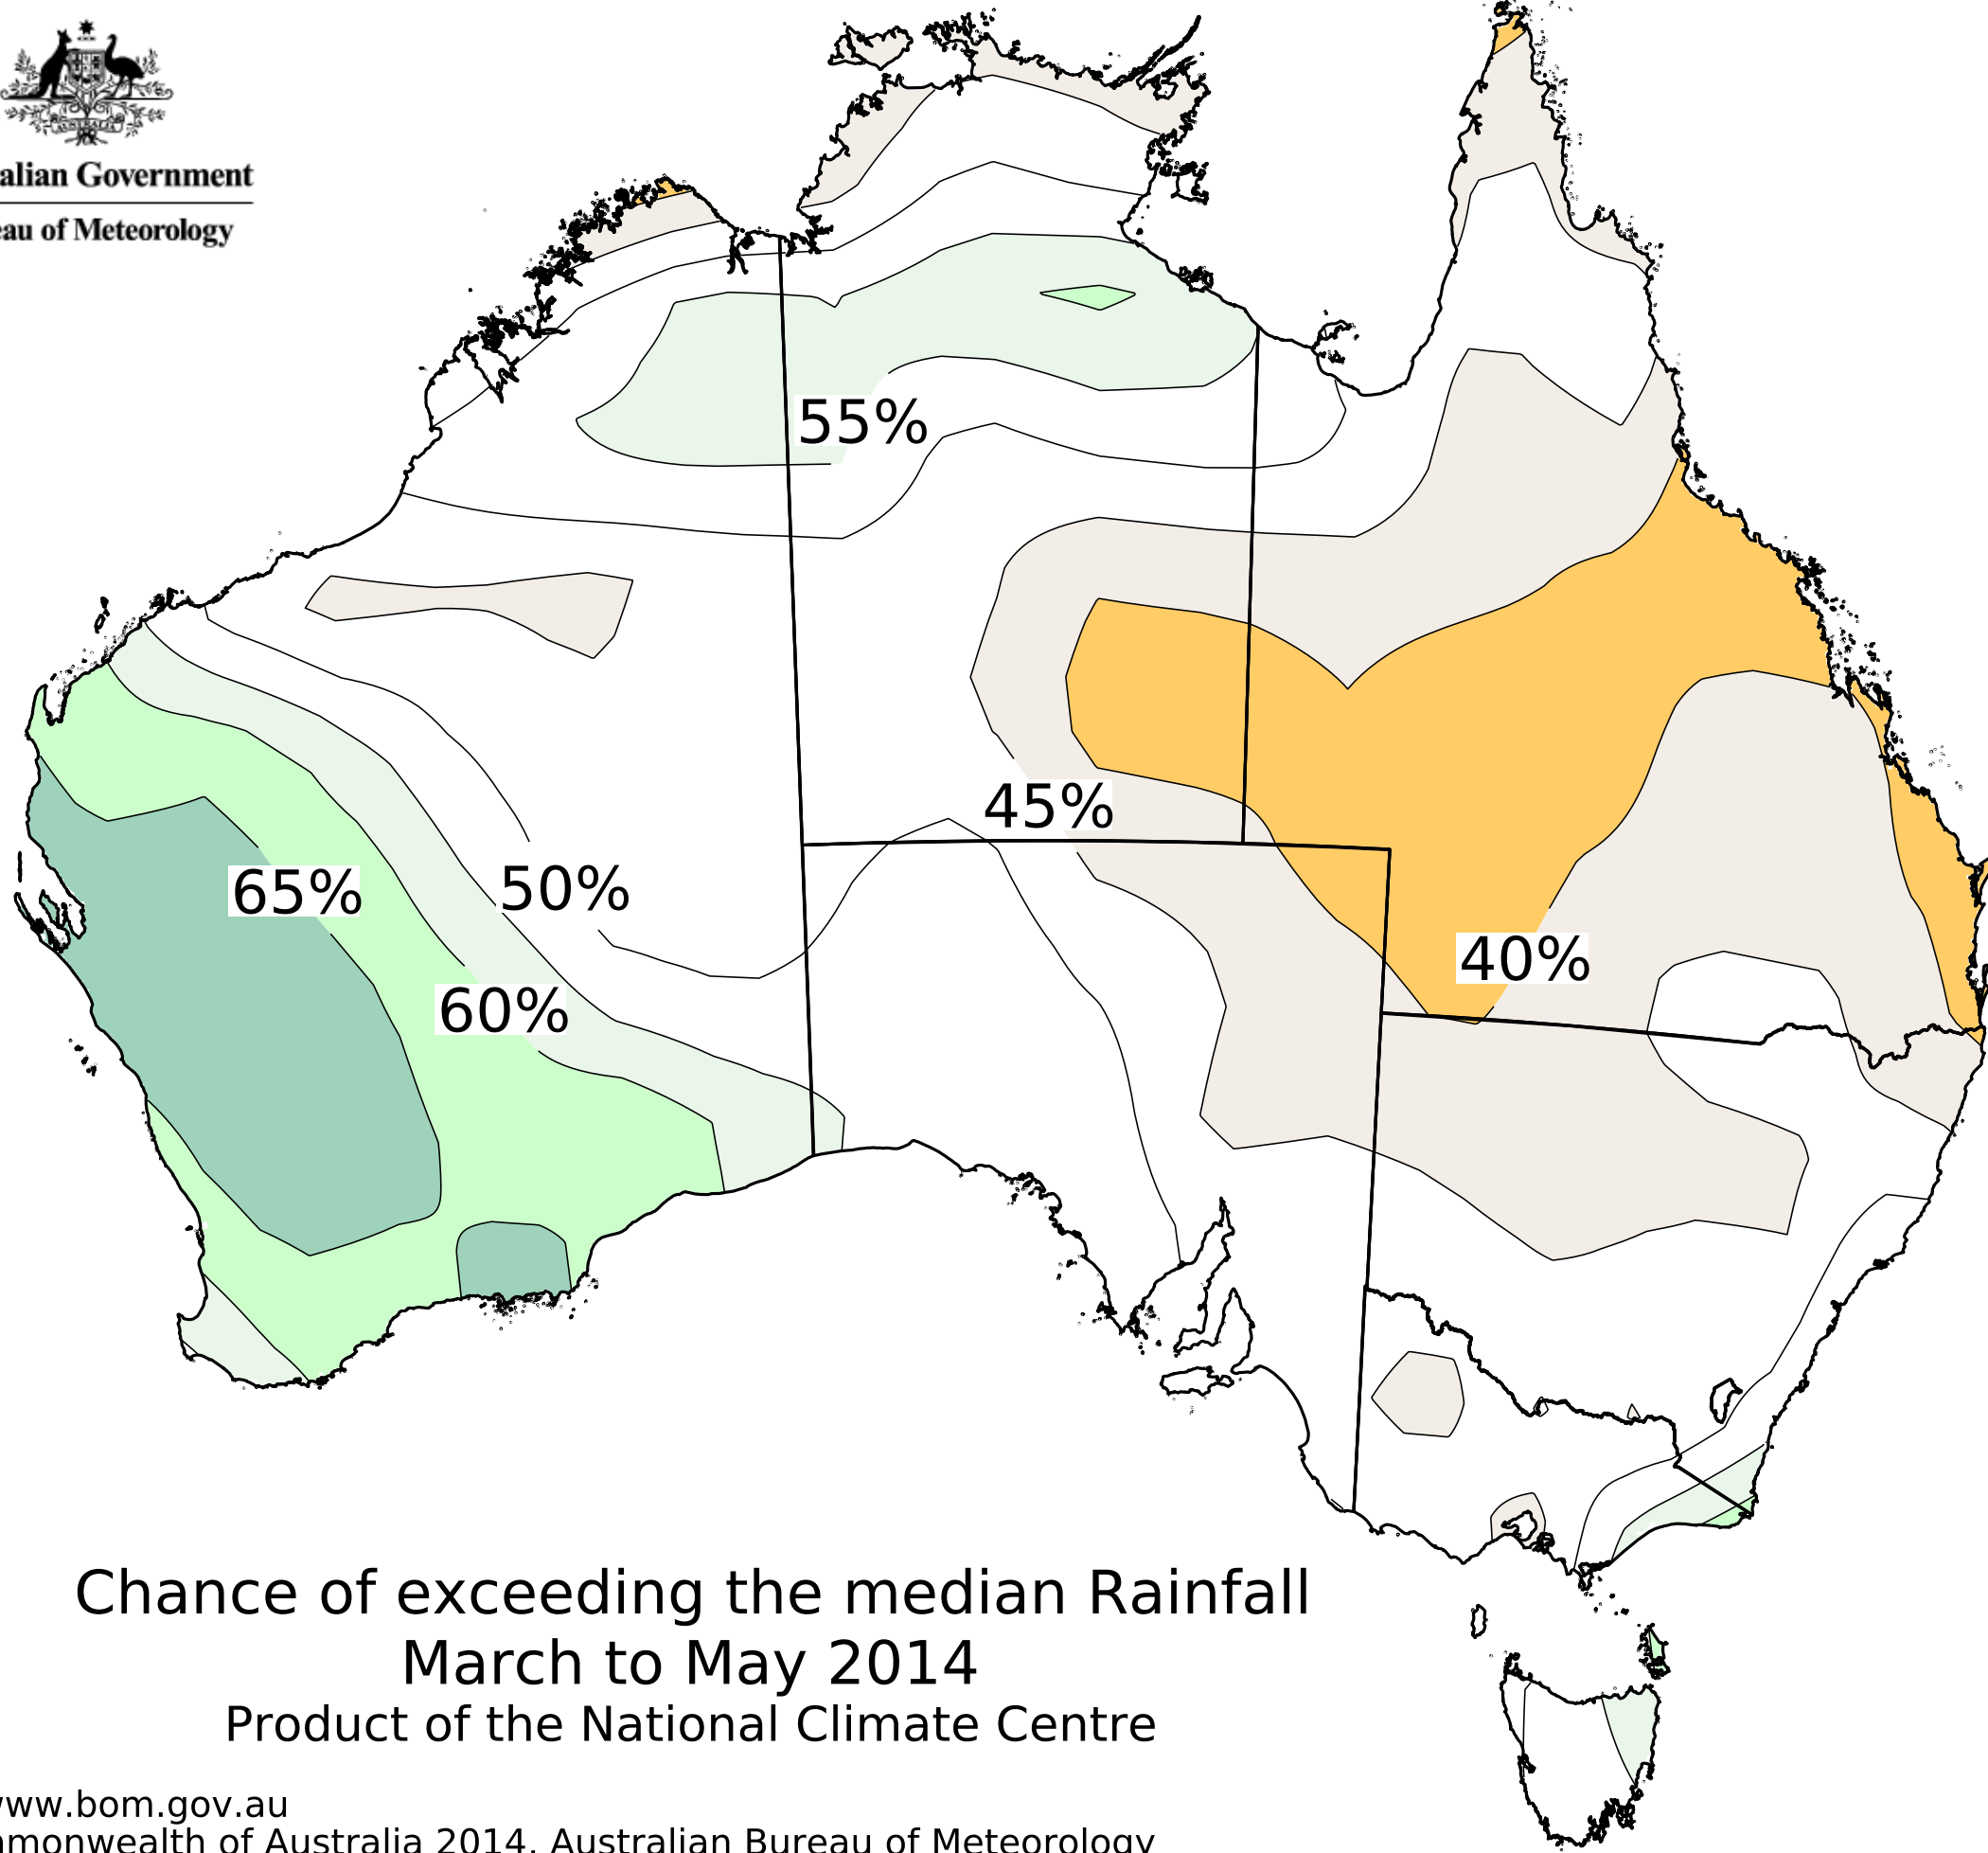 AUSTRALIA
alian Government
eau of Meteorology
55%
45%
65%
50%
40%
60%
Chance of exceeding the median Rainfall
March to May 2014
Product of the National Climate Centre
www.bom.gov.au
mmonwealth of Australia 2014, Australian Bureau of Meteorology